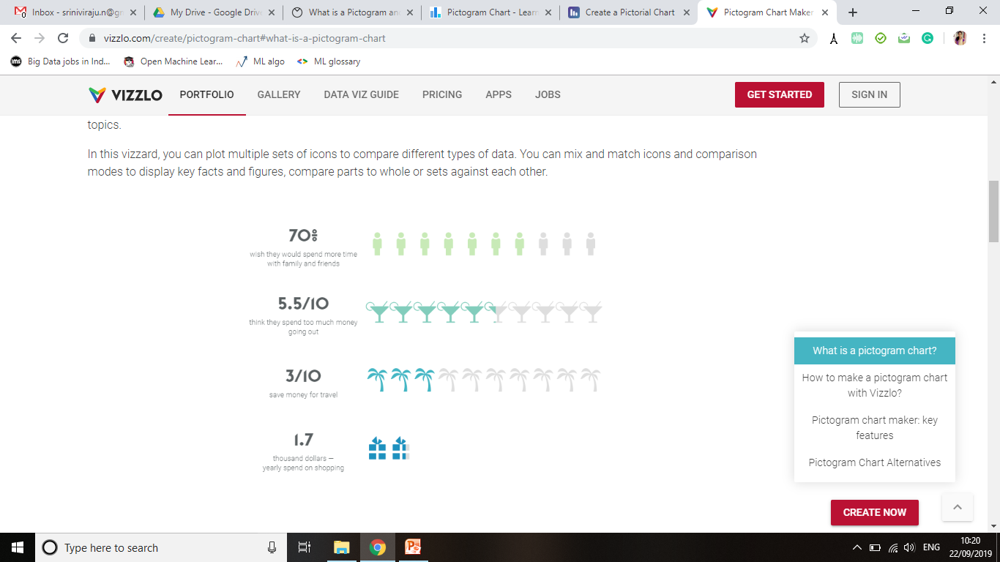 Inbox - sriniviraju.n@gr
My Drive - Google Driv
What is a Pictogram an
Pictogram Chart - Learn
Create a Pictorial Chart
Pictogram Chart Maker
vizzlo.com/create/pictogram-chart#what-is-a-pictogram-chart
ims Big Data jobs in Ind...
Open Machine Lear...
ML algo
ML glossary
VIZZLO
PORTFOLIO
GALLERY
DATA VIZ GUIDE
PRICING
APPS
JOBS
GET STARTED
SIGN IN
topics.
In this vizzard, you can plot multiple sets of icons to compare different types of data. You can mix and match icons and comparison
modes to display key facts and figures, compare parts to whole or sets against each other.
70%
wish they would spend more time
with family and friends
5.5/10
think they spend too much money
going out
3/10
save money for travel
1.7
thousand dollars –
yearly spend on shopping
What is a pictogram chart?
How to make a pictogram chart
with Vizzlo?
Pictogram chart maker: key
features
Pictogram Chart Alternatives
CREATE NOW
Type here to search
ENG
10:20
22/09/2019